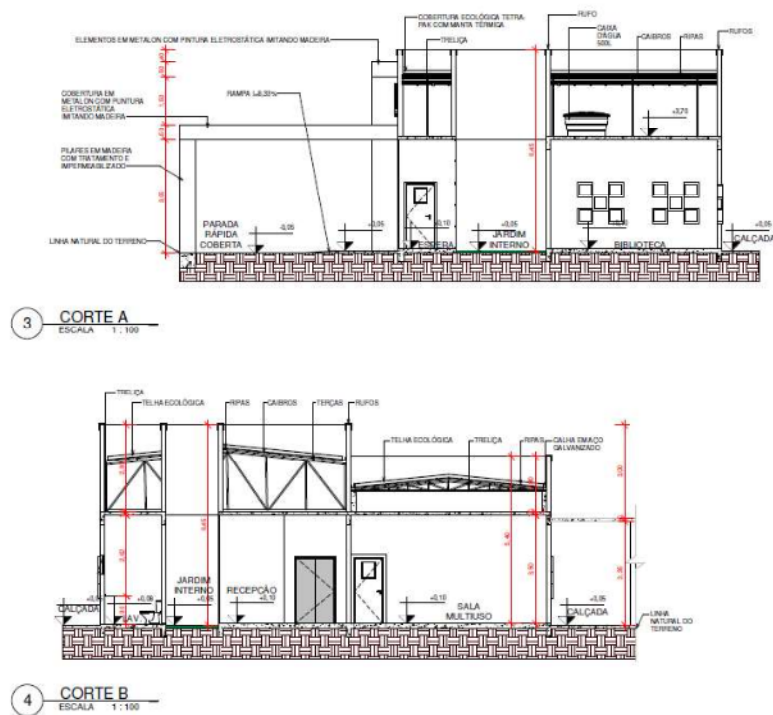 ELEMENTOS EM METALON COM PINTURA ELETROSTÁTICA IMITANDO MADEIRA
COBERTURA ECOLÓGICA TETRA
PAK COM MANTA TÉRMICA
TRELIÇA
RUFO
CAIXA
D'ÁGUA
500L
CAIBROS
RIPAS
RUFOS
COBERTURA EM
METALON COM PUNTURA
ELETROSTÁTICA
IMITANDO MADEIRA
RAMPA i=8,33%
+3,70
PILARES EM MADEIRA
COM TRATAMENTO E
IMPERMEABILIZADO
LINHA NATURAL DO TERRENO
PARADA
RÁPIDA
COBERTA
-0,05
+0,05
+0,10
ESPERA
+0,05
JARDIM
INTERNO
BIBLIOTECA
+0,05
CALÇADA
3
CORTE A
ESCALA 1 : 100
TRELIÇA
TELHA ECOLÓGICA
RIPAS
CAIBROS
TERÇAS
RUFOS
TELHA ECOLÓGICA
TRELIÇA
RIPAS
CALHA EM AÇO
GALVANIZADO
CALÇADA
LAV.
JARDIM
INTERNO
+0,05
RECEPÇÃO
+0,10
+0,10
SALA
MULTIUSO
+0,05
CALÇADA
LINHA
NATURAL DO
TERRENO
4
CORTE B
ESCALA 1 : 100